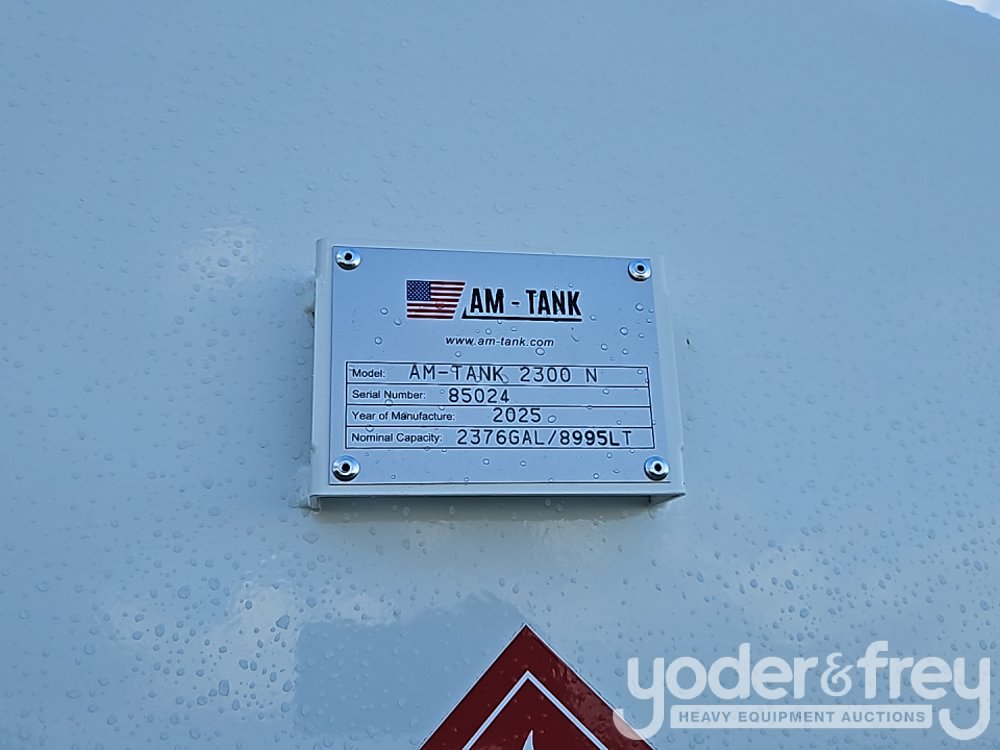 AM - TANK
www.am-tank.com
Model: AM-TANK 2300 N
Serial Number: 85024
Year of Manufacture: 2025
Nominal Capacity: 2376GAL/8995LT
yoder&frey
HEAVY EQUIPMENT AUCTIONS